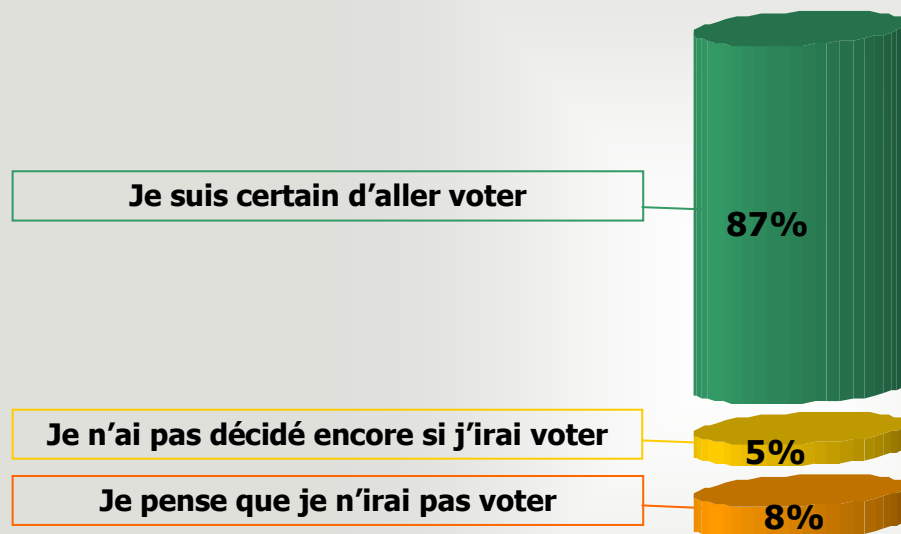 Je suis certain d’aller voter
87%
Je n’ai pas décidé encore si j’irai voter
5%
Je pense que je n’irai pas voter
8%